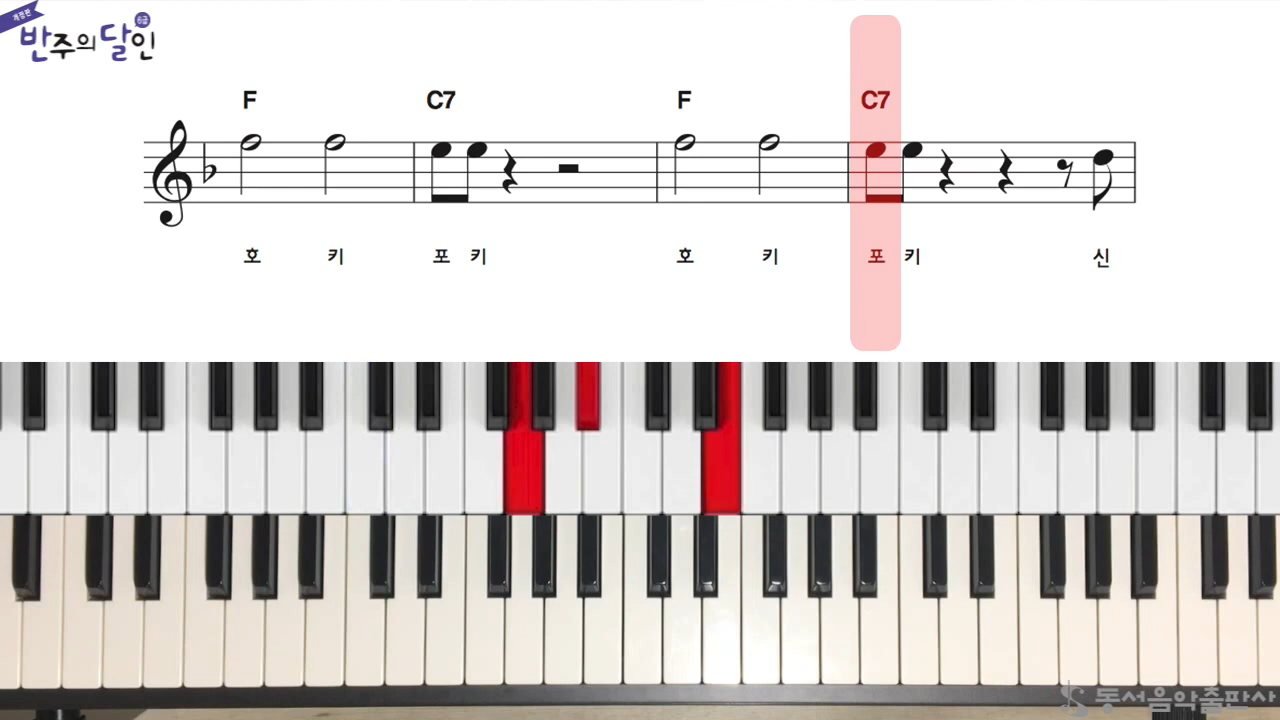 개정판
6급
반주의달인
F C7 F C7
호 키 포 키 호 키 포 키 신
동서음악출판사